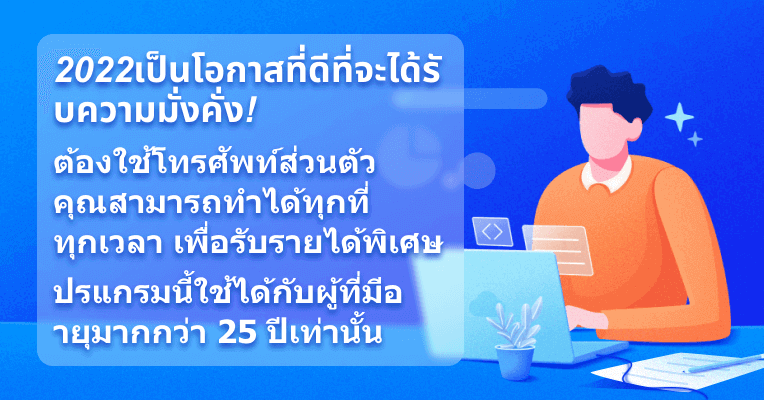 2022เป็นโอกาสที่ดีที่จะได้รั
บความมั่งคั่ง!
ต้องใช้โทรศัพท์ส่วนตัว
คุณสามารถทำได้ทุกที่
ทุกเวลา เพื่อรับรายได้พิเศษ
ปรแกรมนี้ใช้ได้กับผู้ที่มีอ
ายุมากกว่า 25 ปีเท่านั้น